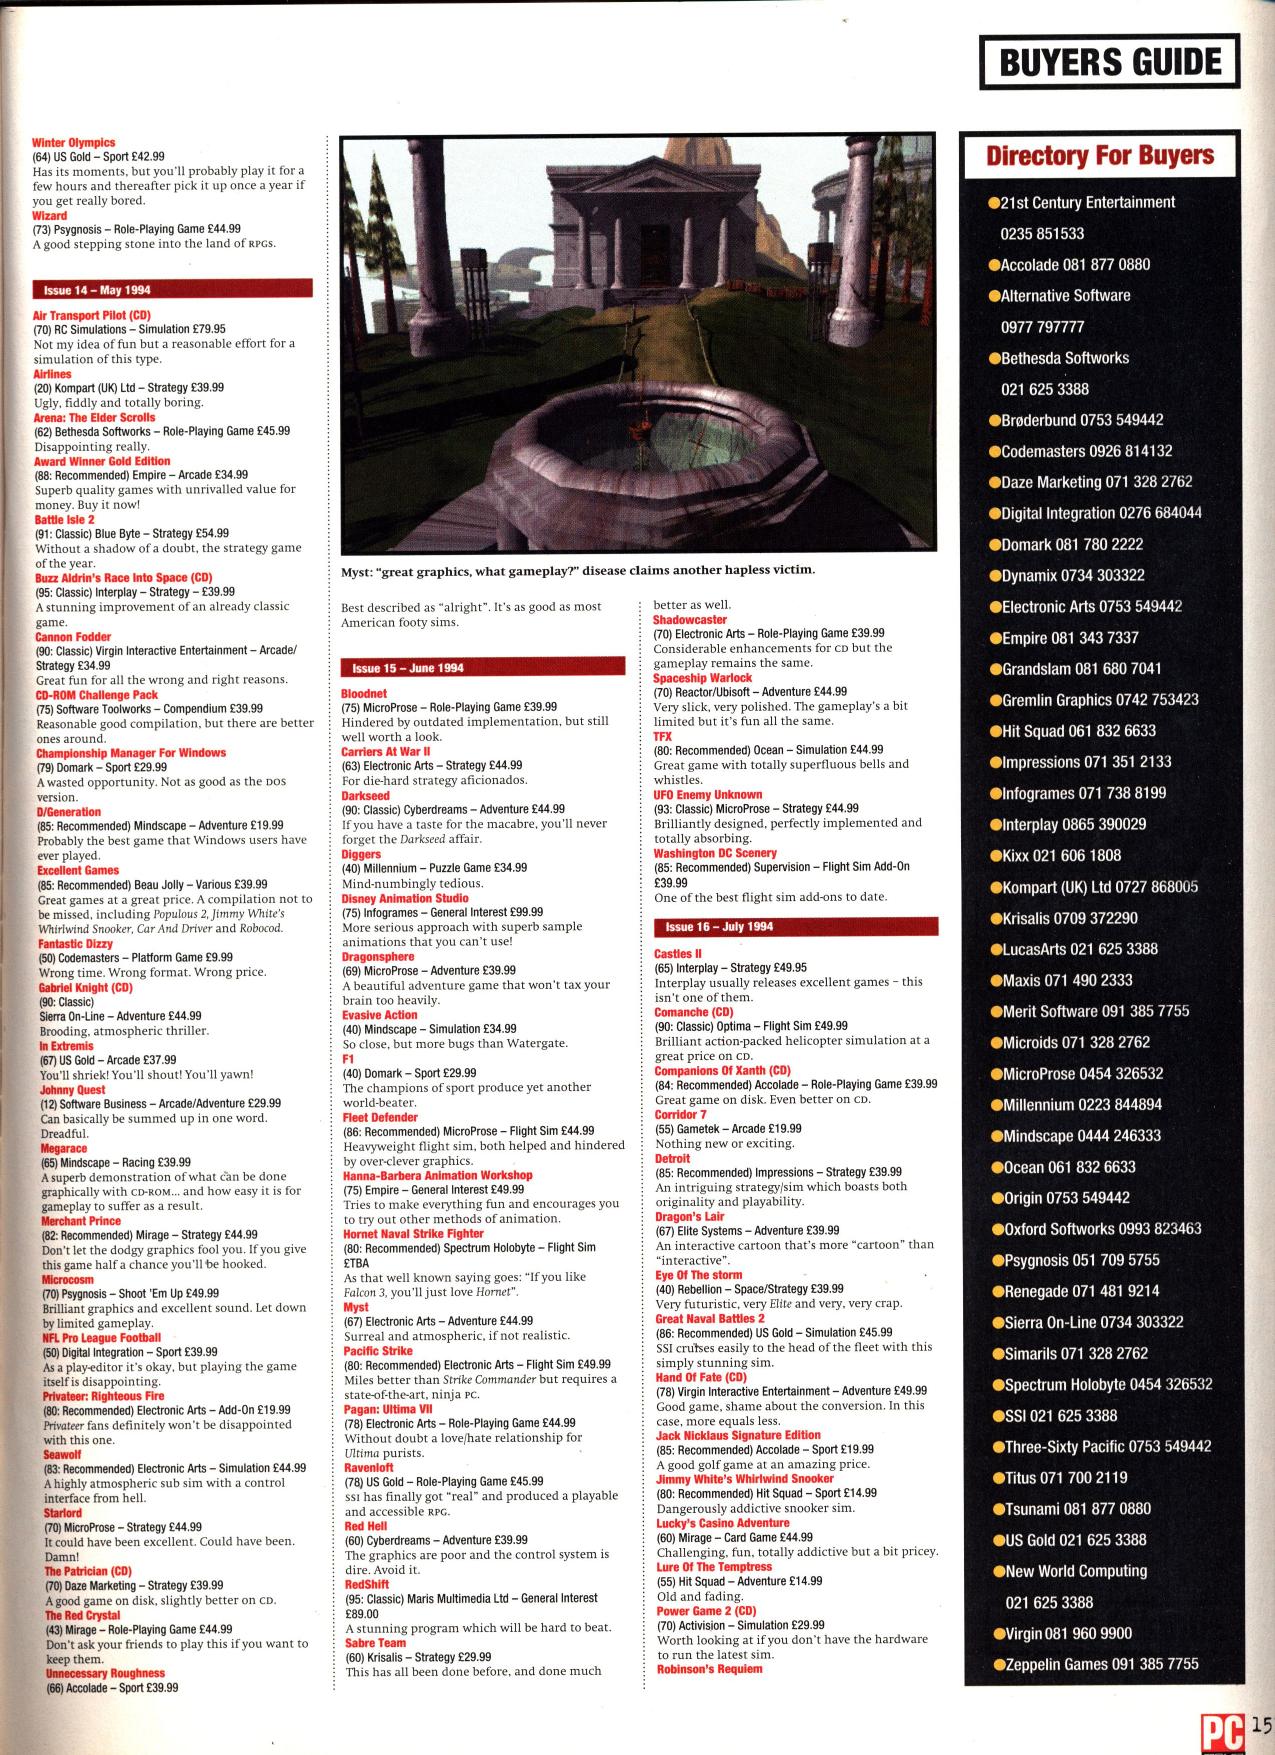 BUYERS GUIDE
Winter Olympics
(64) US Gold – Sport £42.99
Has its moments, but you'll probably play it for a
few hours and thereafter pick it up once a year if
you get really bored.
Wizard
(73) Psygnosis – Role-Playing Game £44.99
A good stepping stone into the land of RPGs.
Issue 14 – May 1994
Air Transport Pilot (CD)
(70) RC Simulations – Simulation £79.95
Not my idea of fun but a reasonable effort for a
simulation of this type.
Airlines
(20) Kompart (UK) Ltd – Strategy £39.99
Ugly, fiddly and totally boring.
Arena: The Elder Scrolls
(62) Bethesda Softworks – Role-Playing Game £45.99
Disappointing really.
Award Winner Gold Edition
(88: Recommended) Empire – Arcade £34.99
Superb quality games with unrivalled value for
money. Buy it now!
Battle Isle 2
(91: Classic) Blue Byte – Strategy £54.99
Without a shadow of a doubt, the strategy game
of the year.
Buzz Aldrin's Race Into Space (CD)
(95: Classic) Interplay – Strategy – £39.99
A stunning improvement of an already classic
game.
Cannon Fodder
(90: Classic) Virgin Interactive Entertainment – Arcade/
Strategy £34.99
Great fun for all the wrong and right reasons.
CD-ROM Challenge Pack
(75) Software Toolworks – Compendium £39.99
Reasonable good compilation, but there are better
ones around.
Championship Manager For Windows
(79) Domark – Sport £29.99
A wasted opportunity. Not as good as the DOS
version.
D/Generation
(85: Recommended) Mindscape – Adventure £19.99
Probably the best game that Windows users have
ever played.
Excellent Games
(85: Recommended) Beau Jolly – Various £39.99
Great games at a great price. A compilation not to
be missed, including Populous 2, Jimmy White's
Whirlwind Snooker, Car And Driver and Robocod.
Fantastic Dizzy
(50) Codemasters – Platform Game £9.99
Wrong time. Wrong format. Wrong price.
Gabriel Knight (CD)
(90: Classic)
Sierra On-Line – Adventure £44.99
Brooding, atmospheric thriller.
In Extremis
(67) US Gold – Arcade £37.99
You'll shriek! You'll shout! You'll yawn!
Johnny Quest
(12) Software Business – Arcade/Adventure £29.99
Can basically be summed up in one word.
Dreadful.
Megarace
(65) Mindscape – Racing £39.99
A superb demonstration of what can be done
graphically with CD-ROM... and how easy it is for
gameplay to suffer as a result.
Merchant Prince
(82: Recommended) Mirage – Strategy £44.99
Don't let the dodgy graphics fool you. If you give
this game half a chance you'll be hooked.
Microcosm
(70) Psygnosis – Shoot 'Em Up £49.99
Brilliant graphics and excellent sound. Let down
by limited gameplay.
NFL Pro League Football
(50) Digital Integration – Sport £39.99
As a play-editor it's okay, but playing the game
itself is disappointing.
Privateer: Righteous Fire
(80: Recommended) Electronic Arts – Add-On £19.99
Privateer fans definitely won't be disappointed
with this one.
Seawolf
(83: Recommended) Electronic Arts – Simulation £44.99
A highly atmospheric sub sim with a control
interface from hell.
Starlord
(70) MicroProse – Strategy £44.99
It could have been excellent. Could have been.
Damn!
The Patrician (CD)
(70) Daze Marketing – Strategy £39.99
A good game on disk, slightly better on CD.
The Red Crystal
(43) Mirage – Role-Playing Game £44.99
Don't ask your friends to play this if you want to
keep them.
Unnecessary Roughness
(66) Accolade – Sport £39.99
Myst: "great graphics, what gameplay?" disease claims another hapless victim.
Best described as "alright". It's as good as most
American footy sims.
Issue 15 – June 1994
Bloodnet
(75) MicroProse – Role-Playing Game £39.99
Hindered by outdated implementation, but still
well worth a look.
Carriers At War II
(63) Electronic Arts – Strategy £44.99
For die-hard strategy aficionados.
Darkseed
(90: Classic) Cyberdreams – Adventure £44.99
If you have a taste for the macabre, you'll never
forget the Darkseed affair.
Diggers
(40) Millennium – Puzzle Game £34.99
Mind-numbingly tedious.
Disney Animation Studio
(75) Infogrames – General Interest £99.99
More serious approach with superb sample
animations that you can't use!
Dragonsphere
(69) MicroProse – Adventure £39.99
A beautiful adventure game that won't tax your
brain too heavily.
Evasive Action
(40) Mindscape – Simulation £34.99
So close, but more bugs than Watergate.
F1
(40) Domark – Sport £29.99
The champions of sport produce yet another
world-beater.
Fleet Defender
(86: Recommended) MicroProse – Flight Sim £44.99
Heavyweight flight sim, both helped and hindered
by over-clever graphics.
Hanna-Barbera Animation Workshop
(75) Empire – General Interest £49.99
Tries to make everything fun and encourages you
to try out other methods of animation.
Hornet Naval Strike Fighter
(80: Recommended) Spectrum Holobyte – Flight Sim
£TBA
As that well known saying goes: "If you like
Falcon 3, you'll just love Hornet".
Myst
(67) Electronic Arts – Adventure £44.99
Surreal and atmospheric, if not realistic.
Pacific Strike
(80: Recommended) Electronic Arts – Flight Sim £49.99
Miles better than Strike Commander but requires a
state-of-the-art, ninja PC.
Pagan: Ultima VII
(78) Electronic Arts – Role-Playing Game £44.99
Without doubt a love/hate relationship for
Ultima purists.
Ravenloft
(78) US Gold – Role-Playing Game £45.99
SSI has finally got "real" and produced a playable
and accessible RPG.
Red Hell
(60) Cyberdreams – Adventure £39.99
The graphics are poor and the control system is
dire. Avoid it.
RedShift
(95: Classic) Maris Multimedia Ltd – General Interest
£89.00
A stunning program which will be hard to beat.
Sabre Team
(60) Krisalis – Strategy £29.99
This has all been done before, and done much
better as well.
Shadowcaster
(70) Electronic Arts – Role-Playing Game £39.99
Considerable enhancements for CD but the
gameplay remains the same.
Spaceship Warlock
(70) Reactor/Ubisoft – Adventure £44.99
Very slick, very polished. The gameplay's a bit
limited but it's fun all the same.
TFX
(80: Recommended) Ocean – Simulation £44.99
Great game with totally superfluous bells and
whistles.
UFO Enemy Unknown
(93: Classic) MicroProse – Strategy £44.99
Brilliantly designed, perfectly implemented and
totally absorbing.
Washington DC Scenery
(85: Recommended) Supervision – Flight Sim Add-On
£39.99
One of the best flight sim add-ons to date.
Issue 16 – July 1994
Castles II
(65) Interplay – Strategy £49.95
Interplay usually releases excellent games – this
isn't one of them.
Comanche (CD)
(90: Classic) Optima – Flight Sim £49.99
Brilliant action-packed helicopter simulation at a
great price on CD.
Companions Of Xanth (CD)
(84: Recommended) Accolade – Role-Playing Game £39.99
Great game on disk. Even better on CD.
Corridor 7
(55) Gametek – Arcade £19.99
Nothing new or exciting.
Detroit
(85: Recommended) Impressions – Strategy £39.99
An intriguing strategy/sim which boasts both
originality and playability.
Dragon's Lair
(67) Elite Systems – Adventure £39.99
An interactive cartoon that's more "cartoon" than
"interactive".
Eye Of The storm
(40) Rebellion – Space/Strategy £39.99
Very futuristic, very Elite and very, very crap.
Great Naval Battles 2
(86: Recommended) US Gold – Simulation £45.99
SSI cruises easily to the head of the fleet with this
simply stunning sim.
Hand Of Fate (CD)
(78) Virgin Interactive Entertainment – Adventure £49.99
Good game, shame about the conversion. In this
case, more equals less.
Jack Nicklaus Signature Edition
(85: Recommended) Accolade – Sport £19.99
A good golf game at an amazing price.
Jimmy White's Whirlwind Snooker
(80: Recommended) Hit Squad – Sport £14.99
Dangerously addictive snooker sim.
Lucky's Casino Adventure
(60) Mirage – Card Game £44.99
Challenging, fun, totally addictive but a bit pricey.
Lure Of The Temptress
(55) Hit Squad – Adventure £14.99
Old and fading.
Power Game 2 (CD)
(70) Activision – Simulation £29.99
Worth looking at if you don't have the hardware
to run the latest sim.
Robinson's Requiem
Directory For Buyers
●21st Century Entertainment
0235 851533
●Accolade 081 877 0880
●Alternative Software
0977 797777
●Bethesda Softworks
021 625 3388
●Brøderbund 0753 549442
●Codemasters 0926 814132
●Daze Marketing 071 328 2762
●Digital Integration 0276 684044
●Domark 081 780 2222
●Dynamix 0734 303322
●Electronic Arts 0753 549442
●Empire 081 343 7337
●Grandslam 081 680 7041
●Gremlin Graphics 0742 753423
●Hit Squad 061 832 6633
●Impressions 071 351 2133
●Infogrames 071 738 8199
●Interplay 0865 390029
●Kixx 021 606 1808
●Kompart (UK) Ltd 0727 868005
●Krisalis 0709 372290
●LucasArts 021 625 3388
●Maxis 071 490 2333
●Merit Software 091 385 7755
●Microids 071 328 2762
●MicroProse 0454 326532
●Millennium 0223 844894
●Mindscape 0444 246333
●Ocean 061 832 6633
●Origin 0753 549442
●Oxford Softworks 0993 823463
●Psygnosis 051 709 5755
●Renegade 071 481 9214
●Sierra On-Line 0734 303322
●Simarils 071 328 2762
●Spectrum Holobyte 0454 326532
●SSI 021 625 3388
●Three-Sixty Pacific 0753 549442
●Titus 071 700 2119
●Tsunami 081 877 0880
●US Gold 021 625 3388
●New World Computing
021 625 3388
●Virgin 081 960 9900
●Zeppelin Games 091 385 7755
PC 15